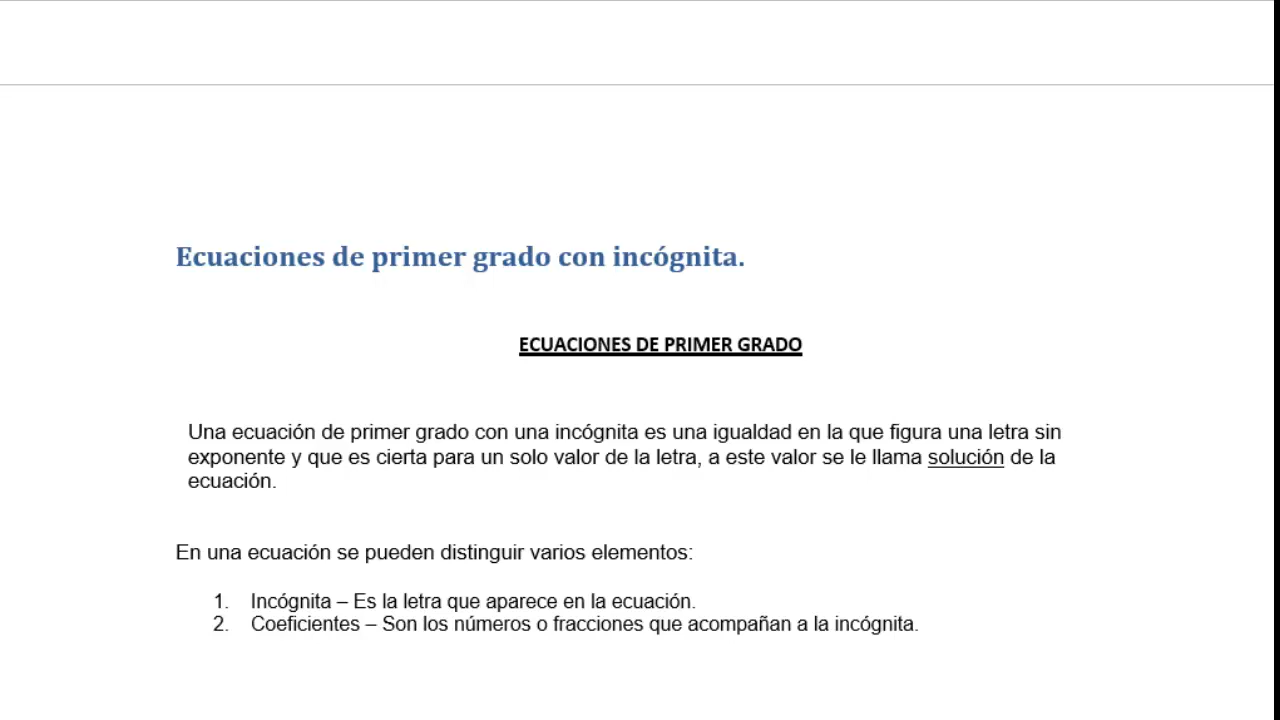 Ecuaciones de primer grado con incógnita.
ECUACIONES DE PRIMER GRADO
Una ecuación de primer grado con una incógnita es una igualdad en la que figura una letra sin
exponente y que es cierta para un solo valor de la letra, a este valor se le llama solución de la
ecuación.
En una ecuación se pueden distinguir varios elementos:
1. Incógnita – Es la letra que aparece en la ecuación.
2. Coeficientes – Son los números o fracciones que acompañan a la incógnita.